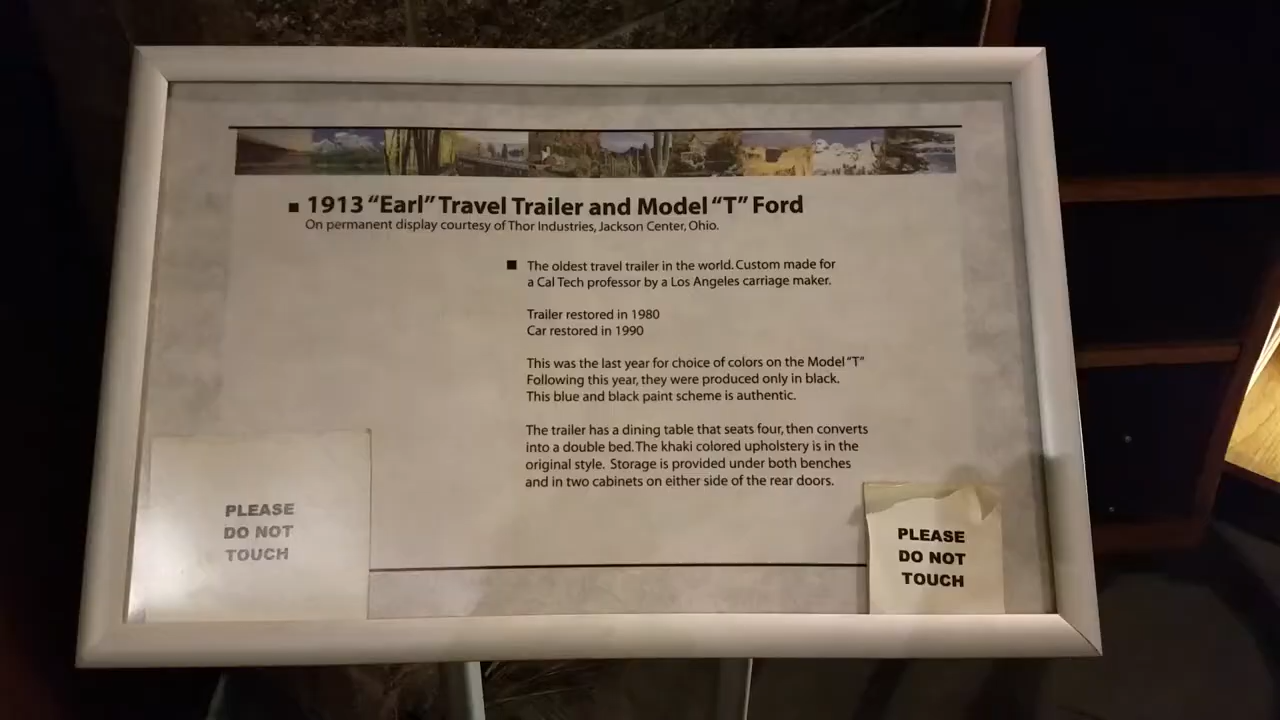 ■ 1913 “Earl” Travel Trailer and Model “T” Ford
On permanent display courtesy of Thor Industries, Jackson Center, Ohio.
■ The oldest travel trailer in the world. Custom made for
a Cal Tech professor by a Los Angeles carriage maker.
Trailer restored in 1980
Car restored in 1990
This was the last year for choice of colors on the Model “T”
Following this year, they were produced only in black.
This blue and black paint scheme is authentic.
The trailer has a dining table that seats four, then converts
into a double bed. The khaki colored upholstery is in the
original style. Storage is provided under both benches
and in two cabinets on either side of the rear doors.
PLEASE
DO NOT
TOUCH
PLEASE
DO NOT
TOUCH